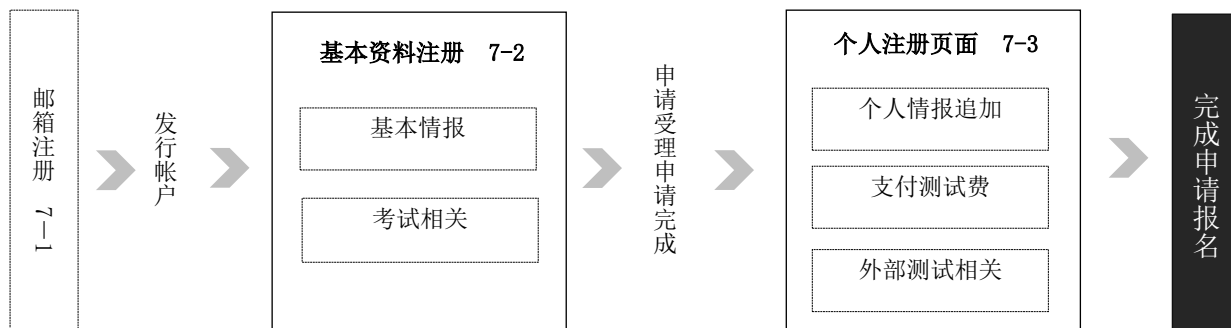 邮箱注册 7—1
发行帐户
基本资料注册 7-2
基本情报
考试相关
申请受理申请完成
个人注册页面 7-3
个人情报追加
支付测试费
外部测试相关
完成申请报名